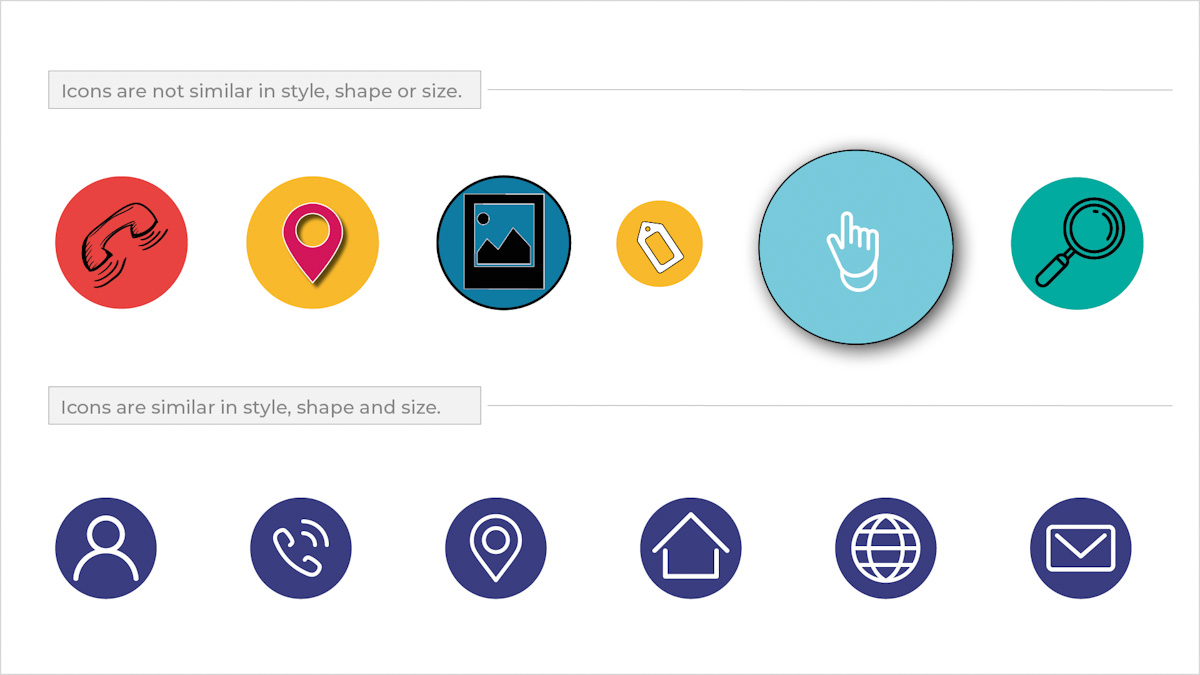 Icons are not similar in style, shape or size.
Icons are similar in style, shape and size.